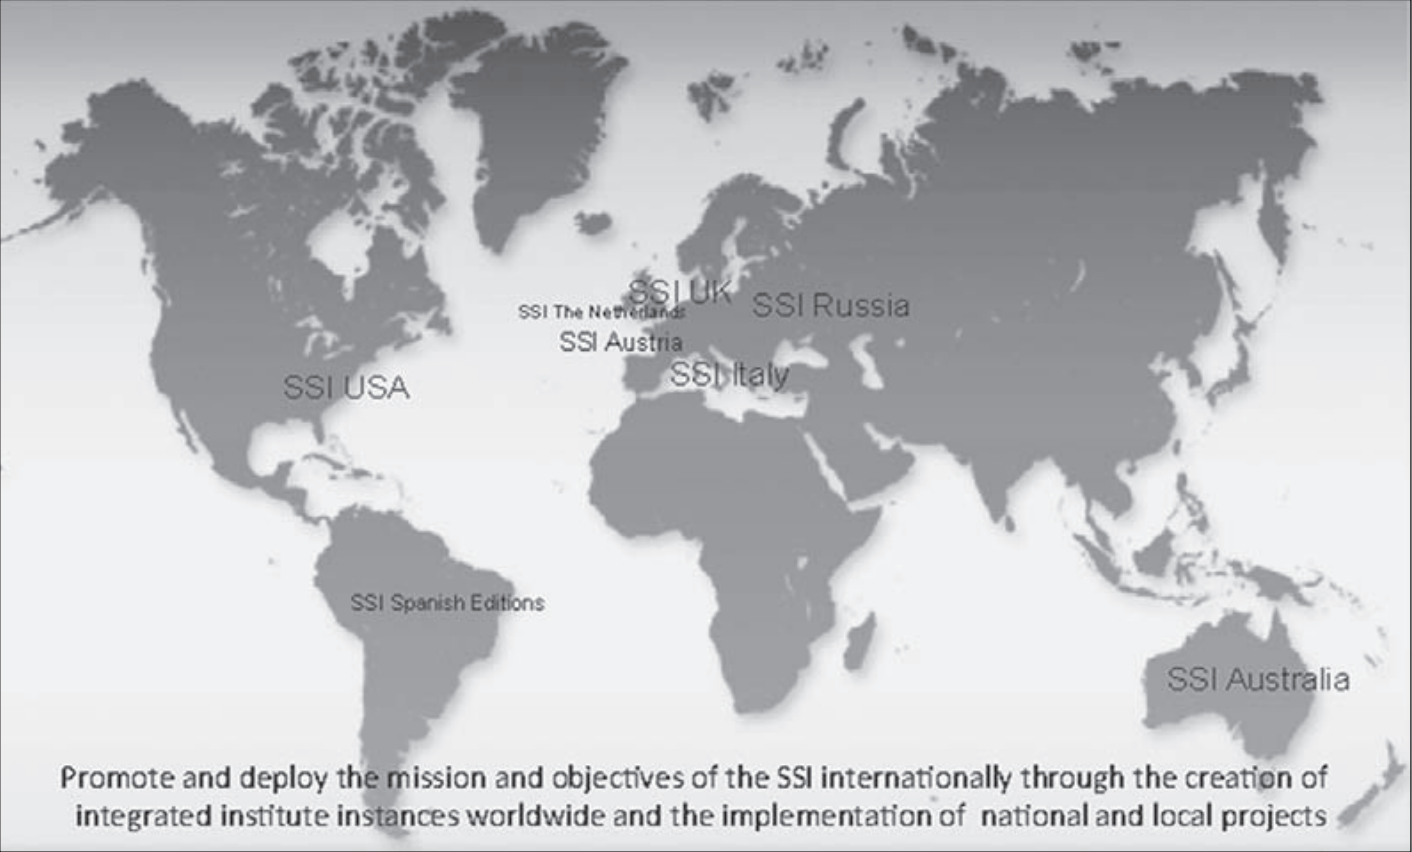 SSI UK
SSI Russia
SSI The Netherlands
SSI Austria
SSI Italy
SSI USA
SSI Spanish Editions
SSI Australia
Promote and deploy the mission and objectives of the SSI internationally through the creation of
integrated institute instances worldwide and the implementation of national and local projects